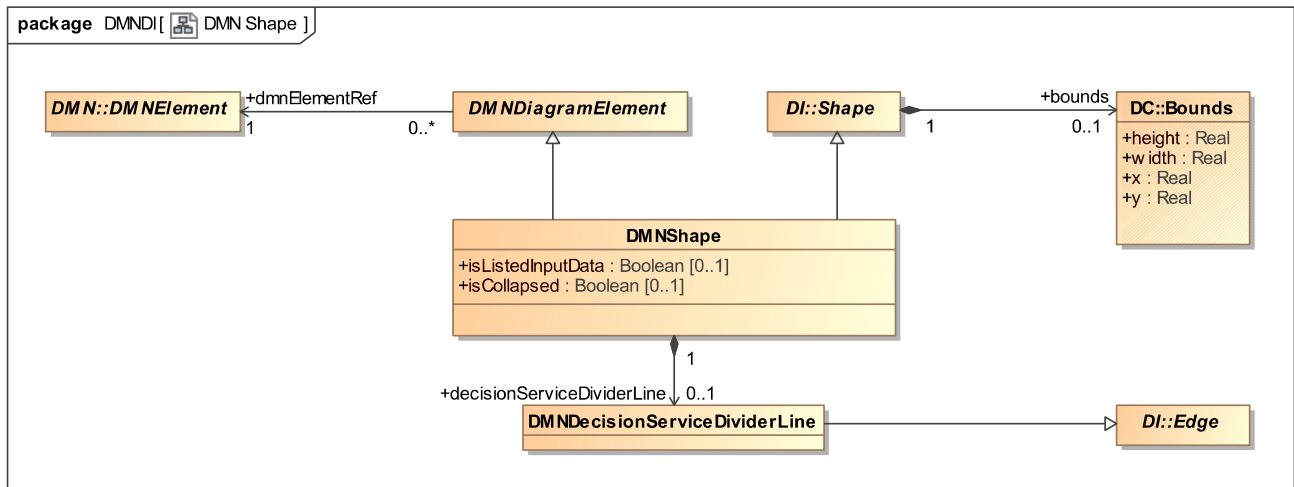 package DMNDI[ DMN Shape ]
DMN::DMNElement
+dmnElementRef
1
0..*
DMNDiagramElement
DI::Shape
1
+bounds
0..1
DC::Bounds
+height : Real
+width : Real
+x : Real
+y : Real
DMNShape
+isListedInputData : Boolean [0..1]
+isCollapsed : Boolean [0..1]
1
+decisionServiceDividerLine
0..1
DMNDecisionServiceDividerLine
DI::Edge